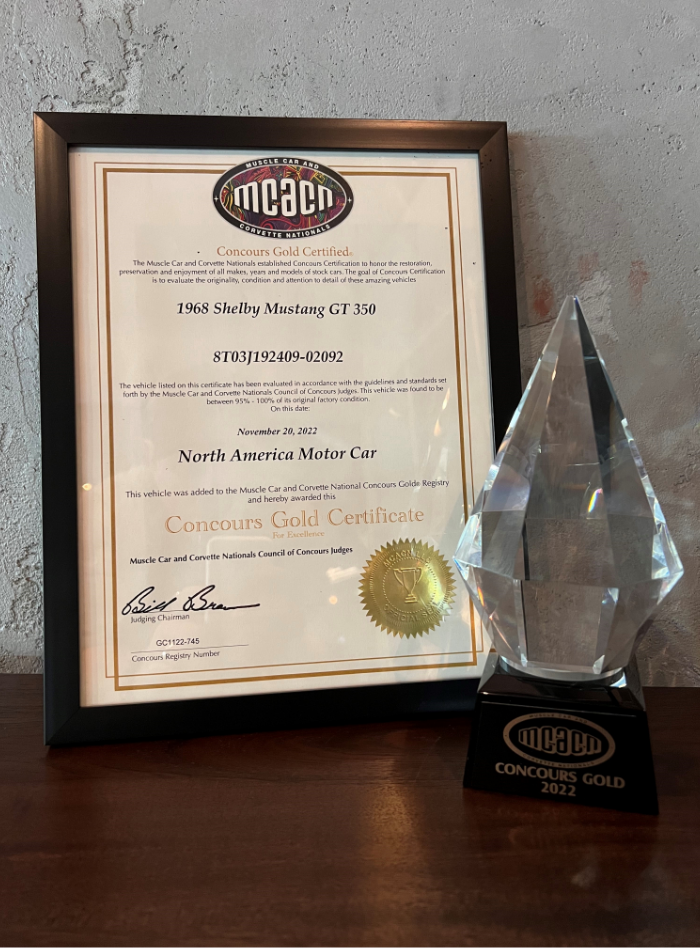 MUSCLE CAR AND
mcacn
CORVETTE NATIONALS
Concours Gold Certified
The Muscle Car and Corvette Nationals established Concours Certification to honor the restoration,
preservation and enjoyment of all makes, years and models of stock cars. The goal of Concours Certification
is to evaluate the originality, condition and attention to detail of these amazing vehicles
1968 Shelby Mustang GT 350
8T03J192409-02092
The vehicle listed on this certificate has been evaluated in accordance with the guidelines and standards set
forth by the Muscle Car and Corvette Nationals Council of Concours Judges. This vehicle was found to be
between 95% - 100% of its original factory condition.
On this date:
November 20, 2022
North America Motor Car
This vehicle was added to the Muscle Car and Corvette National Concours Golde Registry
and hereby awarded this
Concours Gold Certificate
For Excellence
Muscle Car and Corvette Nationals Council of Concours Judges
Judging Chairman
GC1122-745
Concours Registry Number
OFFICIAL SEAL
MUSCLE CAR AND
mcacn
CORVETTE NATIONALS
CONCOURS GOLD
2022